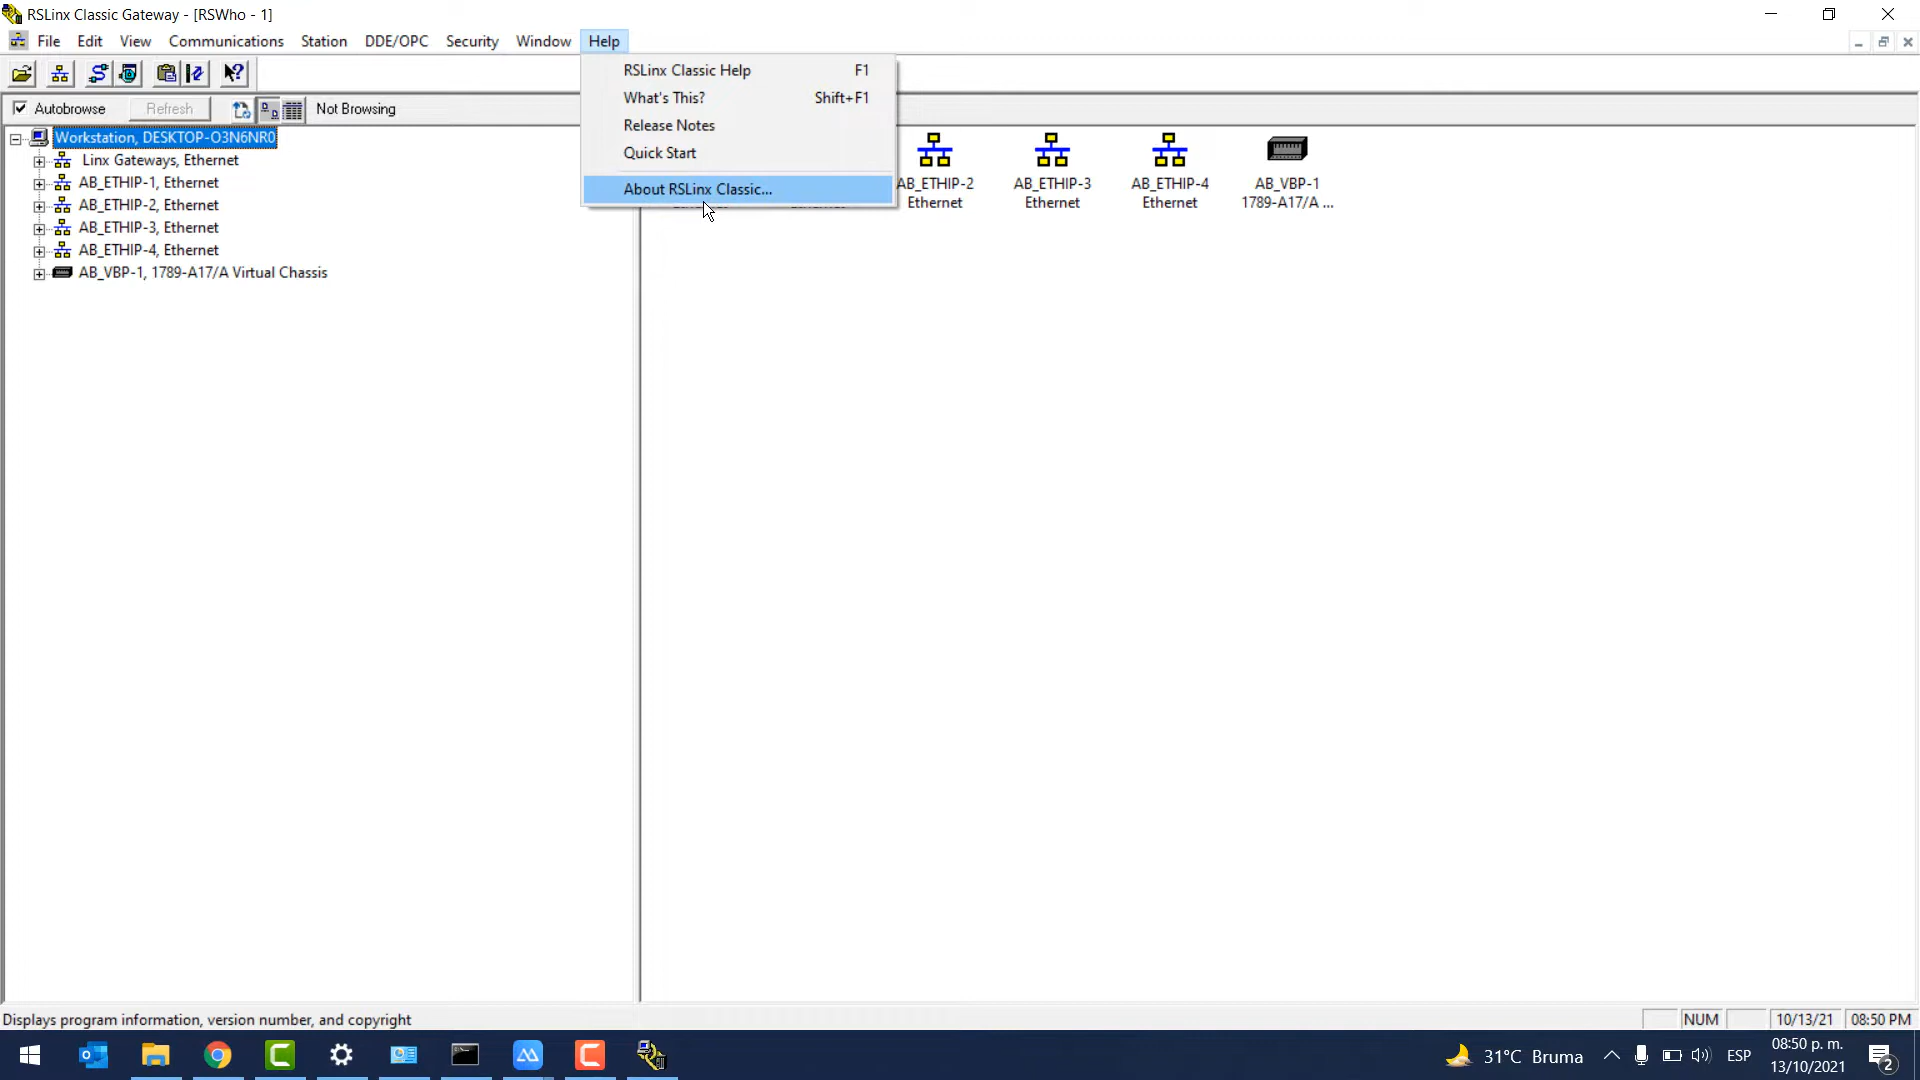 RSLinx Classic Gateway - [RSWho - 1]
File Edit View Communications Station DDE/OPC Security Window Help
RSLinx Classic Help F1
What's This? Shift+F1
Release Notes
Quick Start
About RSLinx Classic...
Autobrowse Refresh Not Browsing
Workstation, DESKTOP-O3N6NR0
Linx Gateways, Ethernet
AB_ETHIP-1, Ethernet
AB_ETHIP-2, Ethernet
AB_ETHIP-3, Ethernet
AB_ETHIP-4, Ethernet
AB_VBP-1, 1789-A17/A Virtual Chassis
AB_ETHIP-2 AB_ETHIP-3 AB_ETHIP-4 AB_VBP-1
Ethernet Ethernet Ethernet 1789-A17/A ...
Displays program information, version number, and copyright
NUM 10/13/21 08:50 PM
31°C Bruma ESP 08:50 p. m.
13/10/2021 2